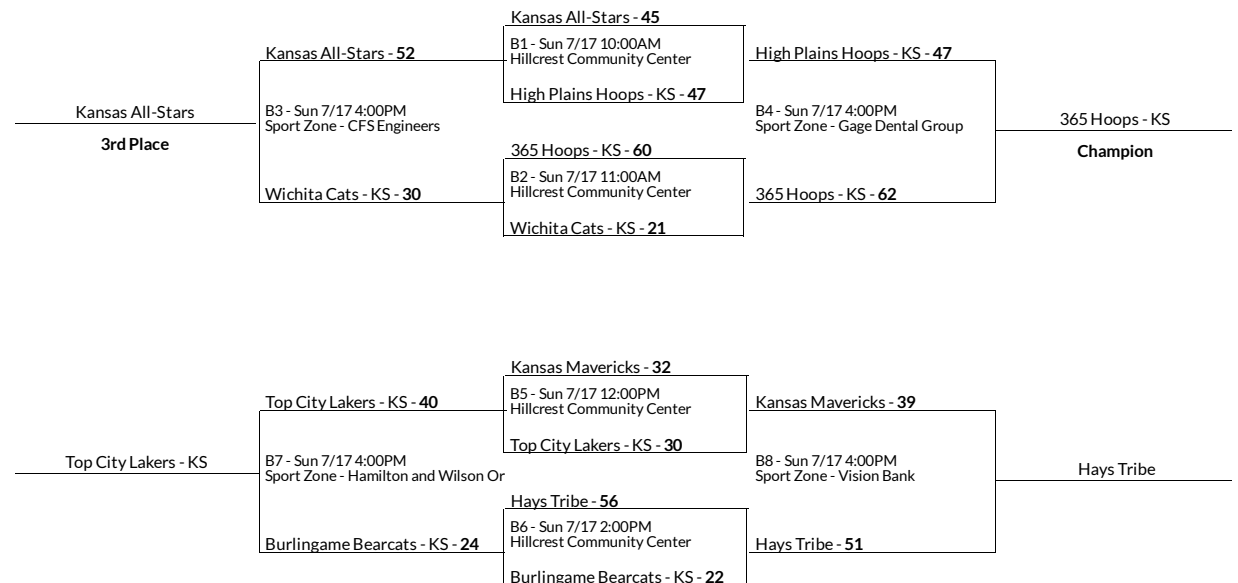 Kansas All-Stars - 45
B1 - Sun 7/17 10:00AM
Hillcrest Community Center
Kansas All-Stars - 52
High Plains Hoops - KS - 47
High Plains Hoops - KS - 47
Kansas All-Stars
3rd Place
B3 - Sun 7/17 4:00PM
Sport Zone - CFS Engineers
B4 - Sun 7/17 4:00PM
Sport Zone - Gage Dental Group
365 Hoops - KS
Champion
365 Hoops - KS - 60
B2 - Sun 7/17 11:00AM
Hillcrest Community Center
Wichita Cats - KS - 30
365 Hoops - KS - 62
Wichita Cats - KS - 21
Kansas Mavericks - 32
B5 - Sun 7/17 12:00PM
Hillcrest Community Center
Top City Lakers - KS - 40
Kansas Mavericks - 39
Top City Lakers - KS - 30
Top City Lakers - KS
B7 - Sun 7/17 4:00PM
Sport Zone - Hamilton and Wilson Or
B8 - Sun 7/17 4:00PM
Sport Zone - Vision Bank
Hays Tribe
Hays Tribe - 56
B6 - Sun 7/17 2:00PM
Hillcrest Community Center
Burlingame Bearcats - KS - 24
Hays Tribe - 51
Burlingame Bearcats - KS - 22